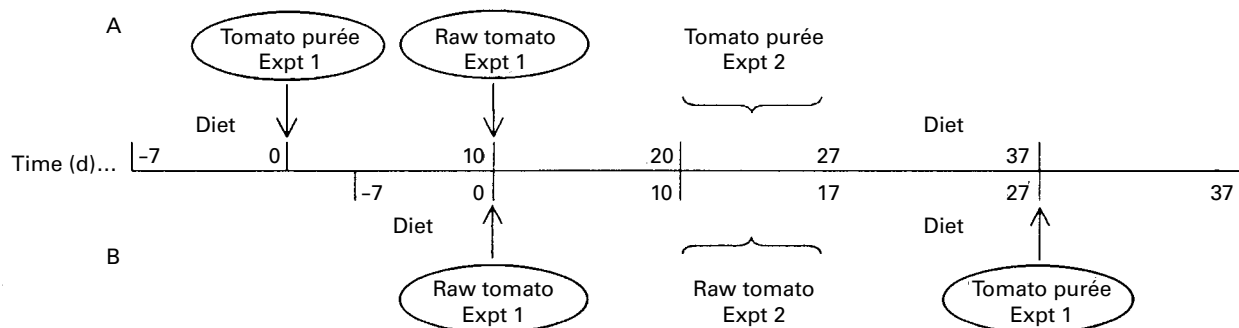 A
Tomato purée
Expt 1
Raw tomato
Expt 1
Tomato purée
Expt 2
Diet
Diet
Time (d)... –7 0 10 20 27 37
–7 0 10 17 27 37
Diet
Diet
B
Raw tomato
Expt 1
Raw tomato
Expt 2
Tomato purée
Expt 1